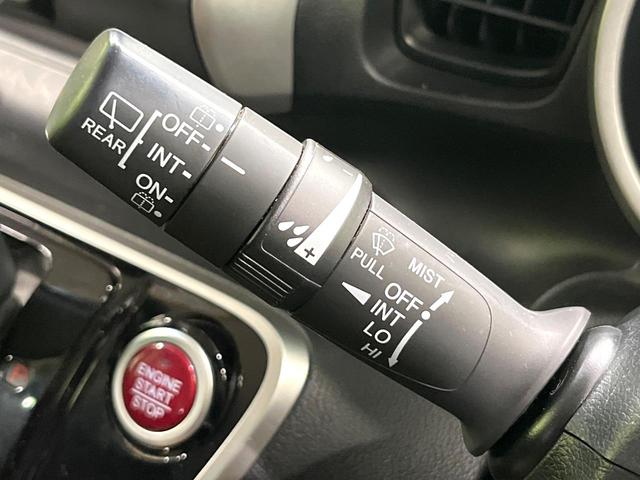 REAR
OFF
INT
ON
+
PULL
MIST
OFF
INT
LO
HI
ENGINE
START
STOP